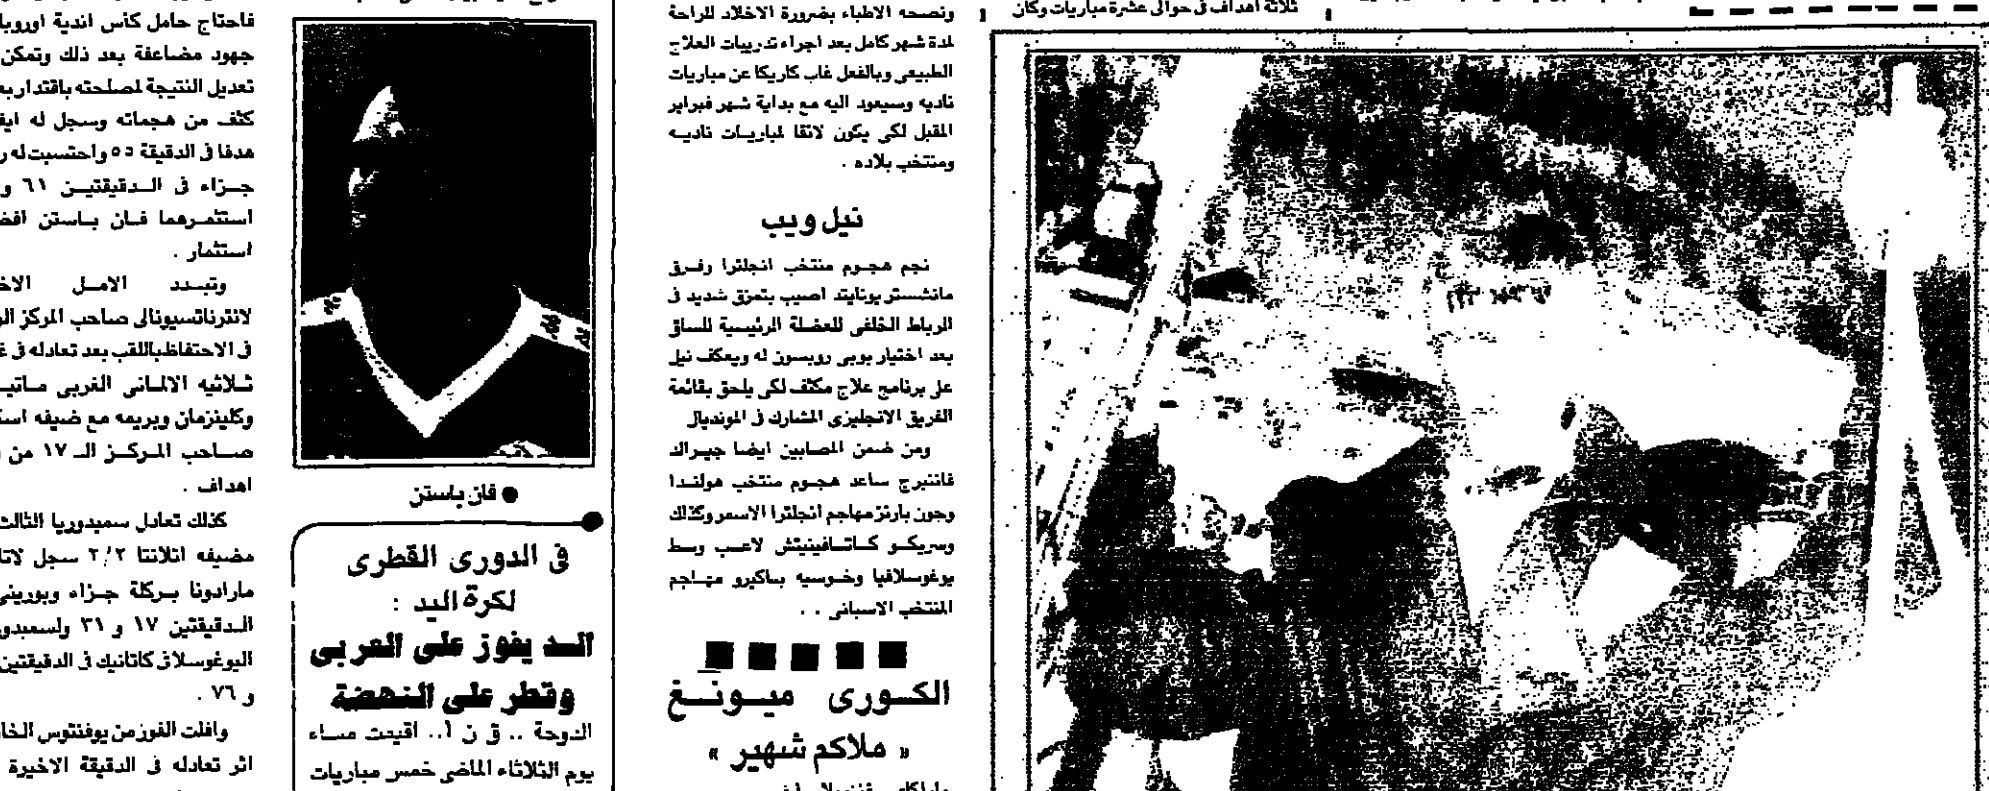 ثلاثة اهداف فى حوالى عشرة مباريات وكان
ونصحه الاطباء بضرورة الاخلاد للراحة
لمدة شهر كامل بعد اجراء تدريبات العلاج
الطبيعى وبالفعل غاب كاريكا عن مباريات
ناديه وسيعود اليه مع بداية شهر فبراير
المقبل لكى يكون لائقا لمباريات ناديه
ومنتخب بلاده .
نيل ويب
نجم هجوم منتخب انجلترا وفرق
مانشستر يونايتد اصيب بتمزق شديد فى
الرباط الخلفى للعضلة الرئيسية للساق
بعد اختيار بوبى روبسون له ويعكف نيل
على برنامج علاج مكثف لكى يلحق بقائمة
الفريق الانجليزى المشارك فى المونديال
ومن ضمن المصابين ايضا جيرالد
فاننبرج ساعد هجوم منتخب هولندا
وجون بارنز مهاجم انجلترا الاسمر وكذلك
وسريكو كاتافينيتش لاعب وسط
يوغوسلافيا وخوسيه باكيرو مهاجم
المنتخب الاسبانى . .
الكورى ميونغ
« ملاكم شهير »
● فان باستن
فى الدورى القطرى
لكرة اليد :
السد يفوز على العربى
وقطر على النهضة
الدوحة .. ق ن أ.. اقيمت مساء
يوم الثلاثاء الماضى خمس مباريات
فاحتاج حامل كأس اندية اوروبا
جهود مضاعفة بعد ذلك وتمكن
تعديل النتيجة لصلحته باقتدار بعد
كثف من هجماته وسجل له
هدفا فى الدقيقة ٥٥ واحتسبت له
جزاء فى الدقيقتين ٦١ و
استثمرهما فان باستن
استثمار .
وتبدد الامل
لانترناتسيونالى صاحب المركز
فى الاحتفاظ باللقب بعد تعادله فى
ثلاثيه الالمانى الغربى
وكلينزمان وبريمه مع ضيفه
صاحب المركز الـ ١٧ من
اهداف .
كذلك تعادل سمبدوريا الثالث
مضيفه اتلانتا ٢/٢ سجل
مارادونا بركلة جزاء
الدقيقتين ١٧ و ٣١
اليوغوسلافى كاتانيك فى الدقيقتين
و ٧٦ .
وافلت الفوز من يوفنتوس
اثر تعادله فى الدقيقة الاخيرة